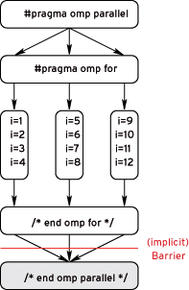 #pragma omp parallel
#pragma omp for
i=1 i=5 i=9
i=2 i=6 i=10
i=3 i=7 i=11
i=4 i=8 i=12
/* end omp for */
(implicit)
Barrier
/* end omp parallel */